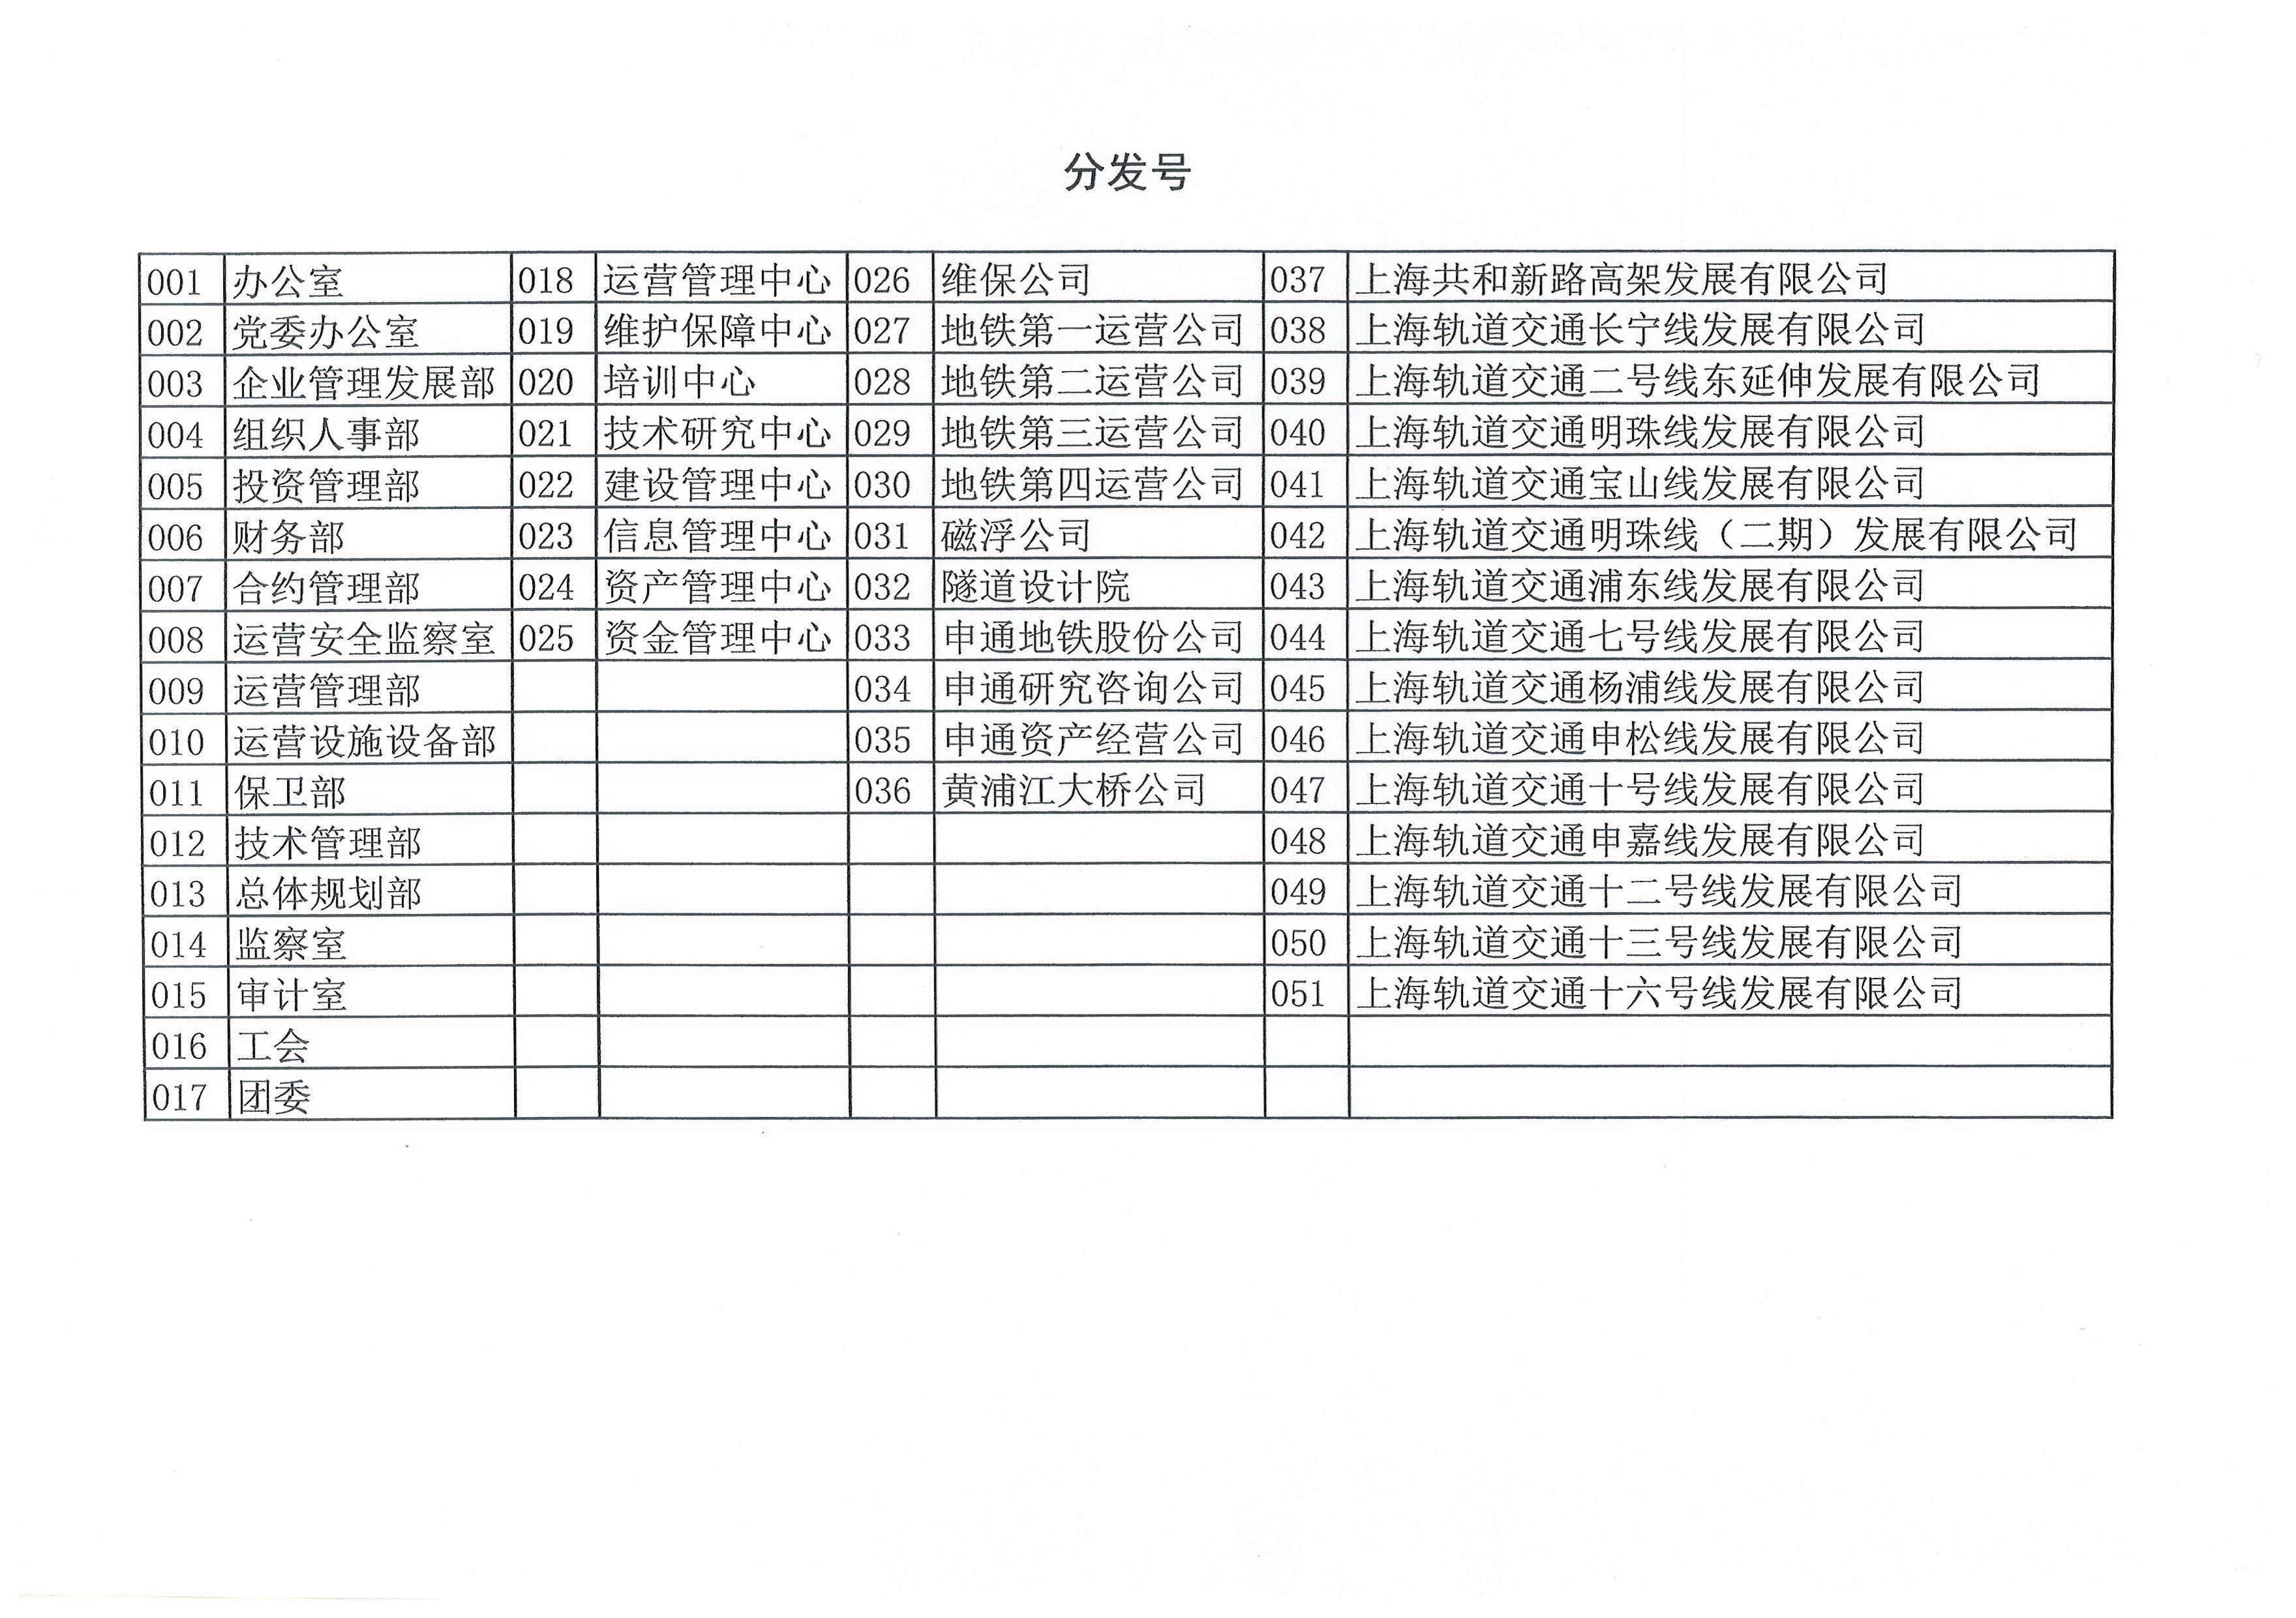 分发号
001 办公室 018 运营管理中心 026 维保公司 037 上海共和新路高架发展有限公司
002 党委办公室 019 维护保障中心 027 地铁第一运营公司 038 上海轨道交通长宁线发展有限公司
003 企业管理发展部 020 培训中心 028 地铁第二运营公司 039 上海轨道交通二号线东延伸发展有限公司
004 组织人事部 021 技术研究中心 029 地铁第三运营公司 040 上海轨道交通明珠线发展有限公司
005 投资管理部 022 建设管理中心 030 地铁第四运营公司 041 上海轨道交通宝山线发展有限公司
006 财务部 023 信息管理中心 031 磁浮公司 042 上海轨道交通明珠线（二期）发展有限公司
007 合约管理部 024 资产管理中心 032 隧道设计院 043 上海轨道交通浦东线发展有限公司
008 运营安全监察室 025 资金管理中心 033 申通地铁股份公司 044 上海轨道交通七号线发展有限公司
009 运营管理部 034 申通研究咨询公司 045 上海轨道交通杨浦线发展有限公司
010 运营设施设备部 035 申通资产经营公司 046 上海轨道交通申松线发展有限公司
011 保卫部 036 黄浦江大桥公司 047 上海轨道交通十号线发展有限公司
012 技术管理部 048 上海轨道交通申嘉线发展有限公司
013 总体规划部 049 上海轨道交通十二号线发展有限公司
014 监察室 050 上海轨道交通十三号线发展有限公司
015 审计室 051 上海轨道交通十六号线发展有限公司
016 工会
017 团委